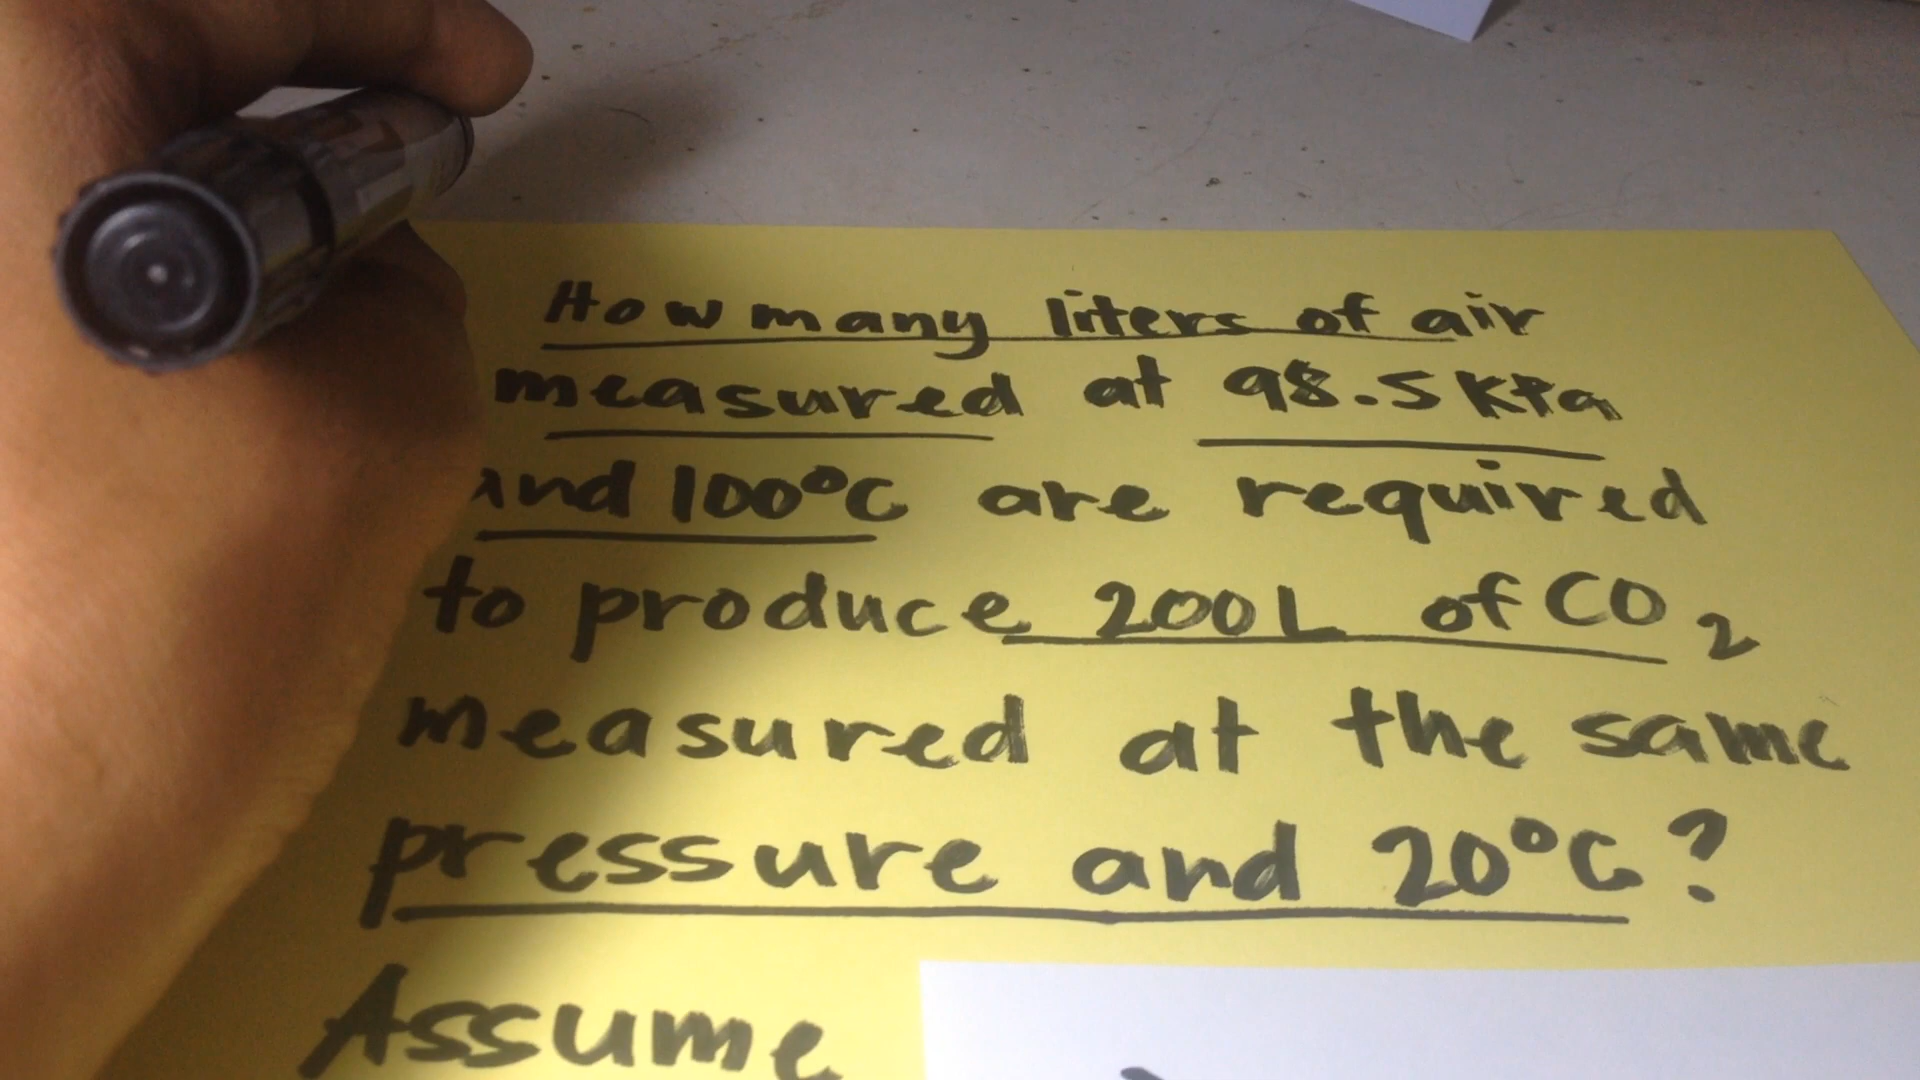 How many liters of air
measured at 98.5 KPa
and 100°C are required
to produce 200L of CO2
measured at the same
pressure and 20°C?
Assume